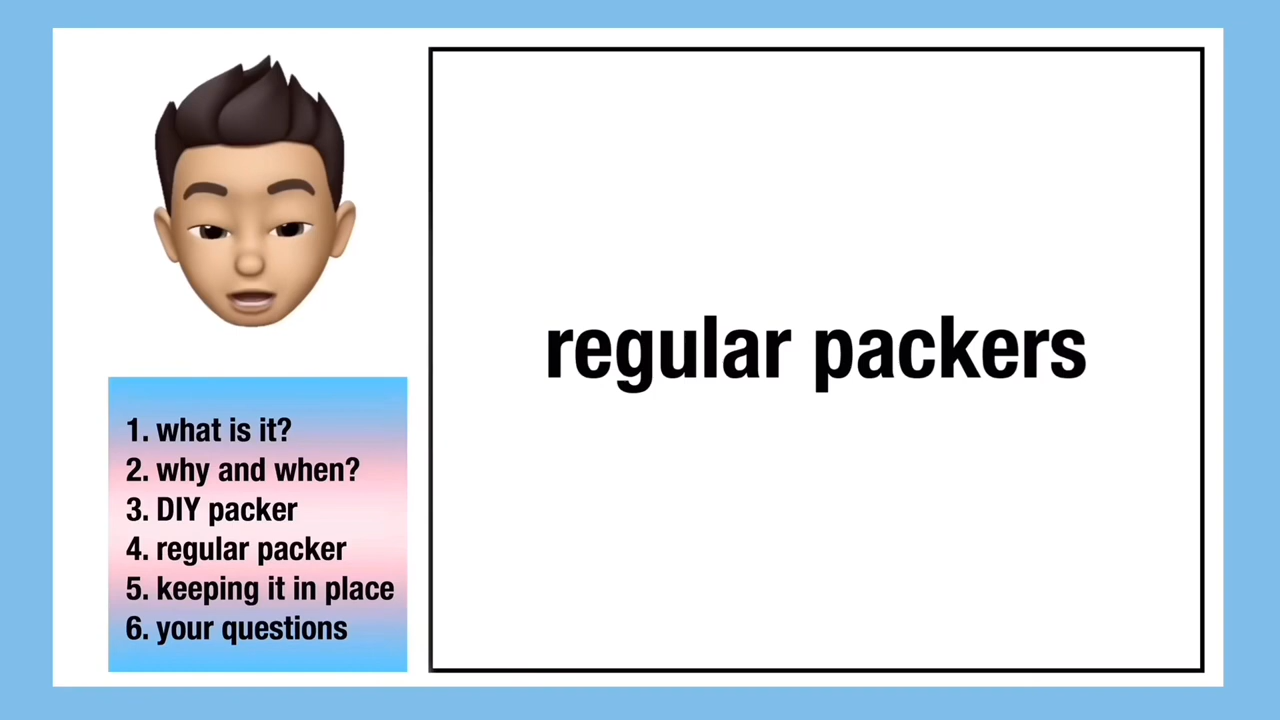 regular packers
1. what is it?
2. why and when?
3. DIY packer
4. regular packer
5. keeping it in place
6. your questions